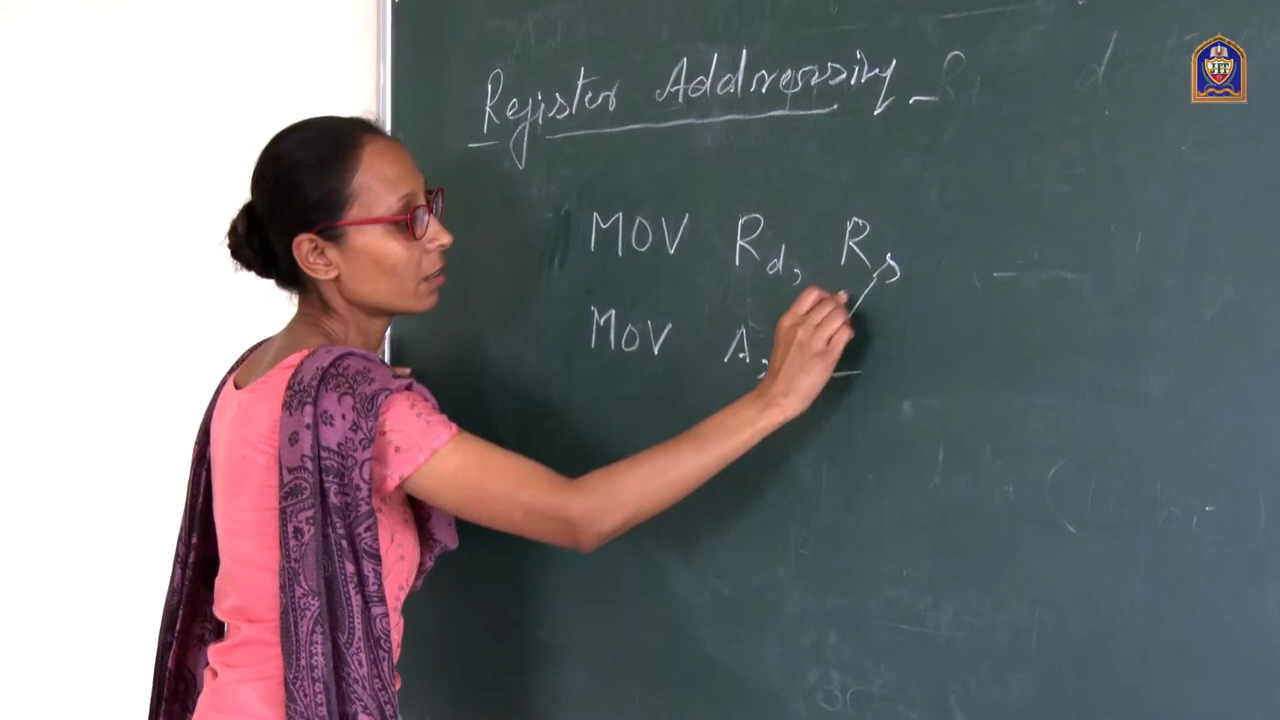 Register Addressing
MOV Rd, Rs
MOV A,